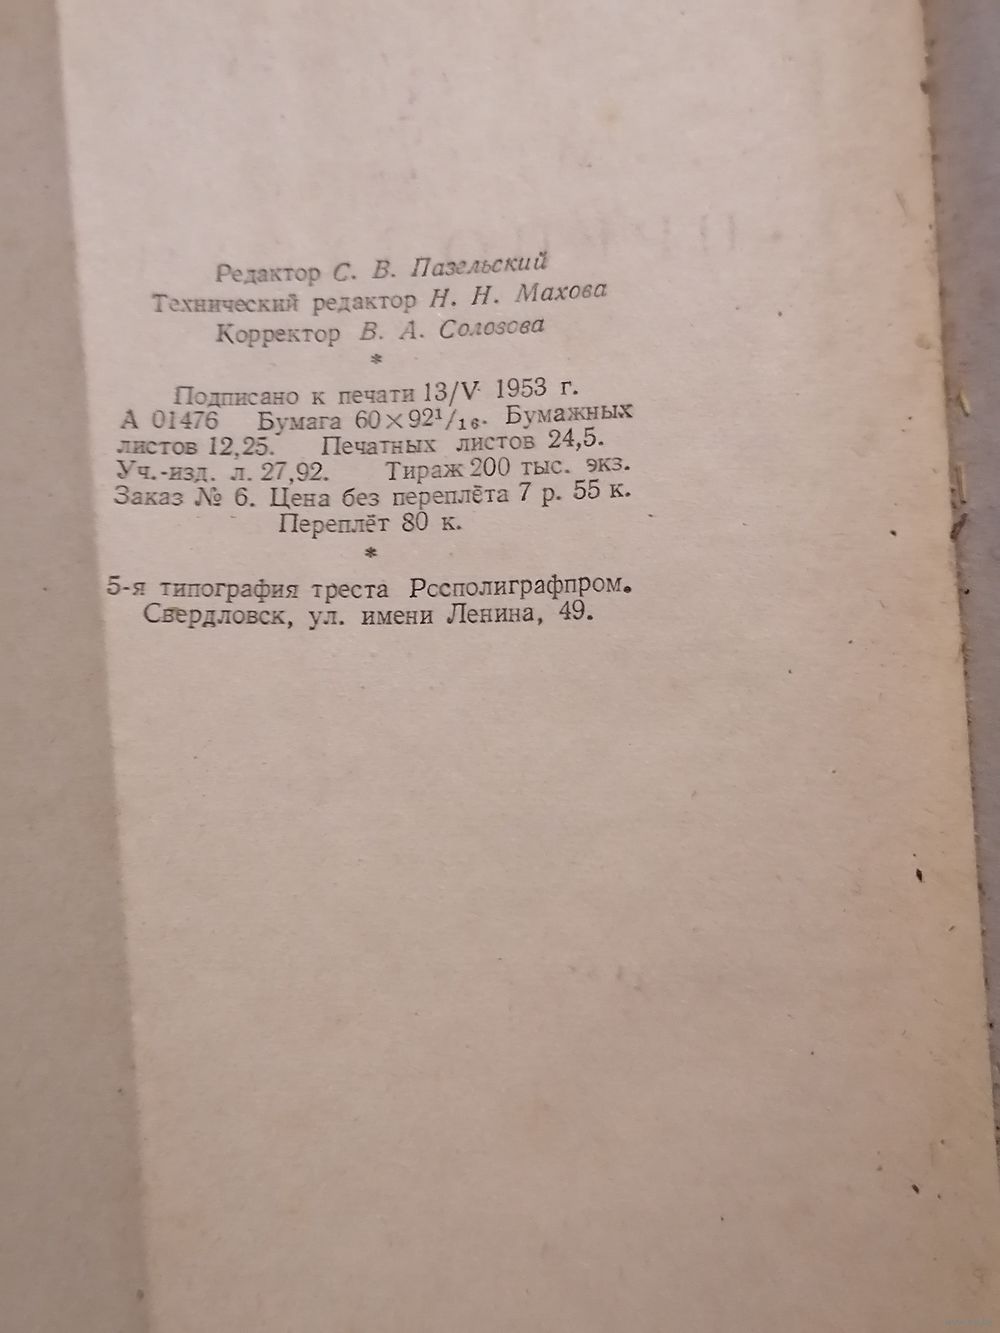 Редактор С. В. Пазельский
Технический редактор Н. Н. Махова
Корректор В. А. Солозова
*
Подписано к печати 13/V 1953 г.
А 01476 Бумага 60×92¹/₁₆. Бумажных
листов 12,25. Печатных листов 24,5.
Уч.-изд. л. 27,92. Тираж 200 тыс. экз.
Заказ № 6. Цена без переплёта 7 р. 55 к.
Переплёт 80 к.
*
5-я типография треста Рссполиграфпром.
Свердловск, ул. имени Ленина, 49.